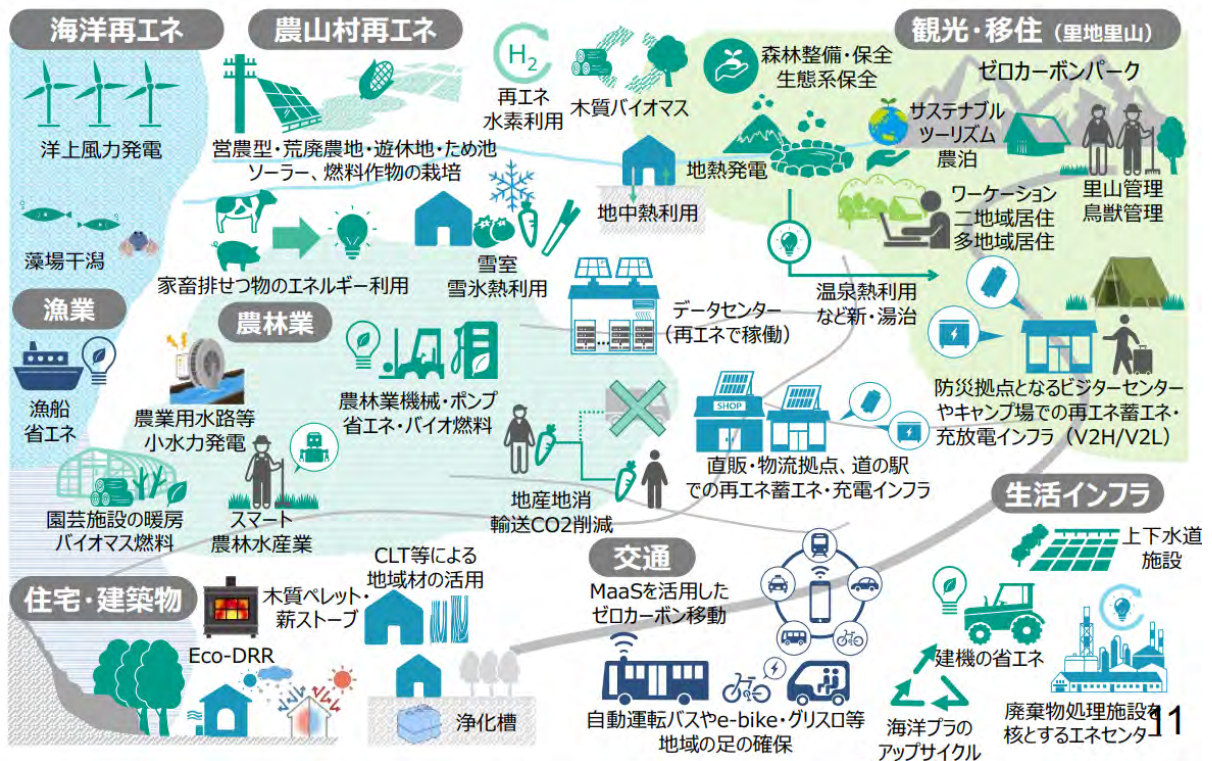 海洋再エネ
農山村再エネ
観光・移住（里地里山）
洋上風力発電
営農型・荒廃農地・遊休地・ため池
ソーラー、燃料作物の栽培
H2
再エネ
水素利用
木質バイオマス
森林整備・保全
生態系保全
ゼロカーボンパーク
サステナブル
ツーリズム
農泊
地熱発電
地中熱利用
ワーケーション
二地域居住
多地域居住
里山管理
鳥獣管理
藻場干潟
家畜排せつ物のエネルギー利用
雪室
雪氷熱利用
データセンター
（再エネで稼働）
温泉熱利用
など新・湯治
漁業
農林業
漁船
省エネ
農業用水路等
小水力発電
農林業機械・ポンプ
省エネ・バイオ燃料
防災拠点となるビジターセンター
やキャンプ場での再エネ蓄エネ・
充放電インフラ（V2H/V2L）
SHOP
直販・物流拠点、道の駅
での再エネ蓄エネ・充電インフラ
地産地消
輸送CO2削減
園芸施設の暖房
バイオマス燃料
スマート
農林水産業
生活インフラ
上下水道
施設
交通
MaaSを活用した
ゼロカーボン移動
CLT等による
地域材の活用
住宅・建築物
木質ペレット・
薪ストーブ
Eco-DRR
浄化槽
自動運転バスやe-bike・グリスロ等
地域の足の確保
建機の省エネ
海洋プラの
アップサイクル
廃棄物処理施設を
核とするエネセンター
11